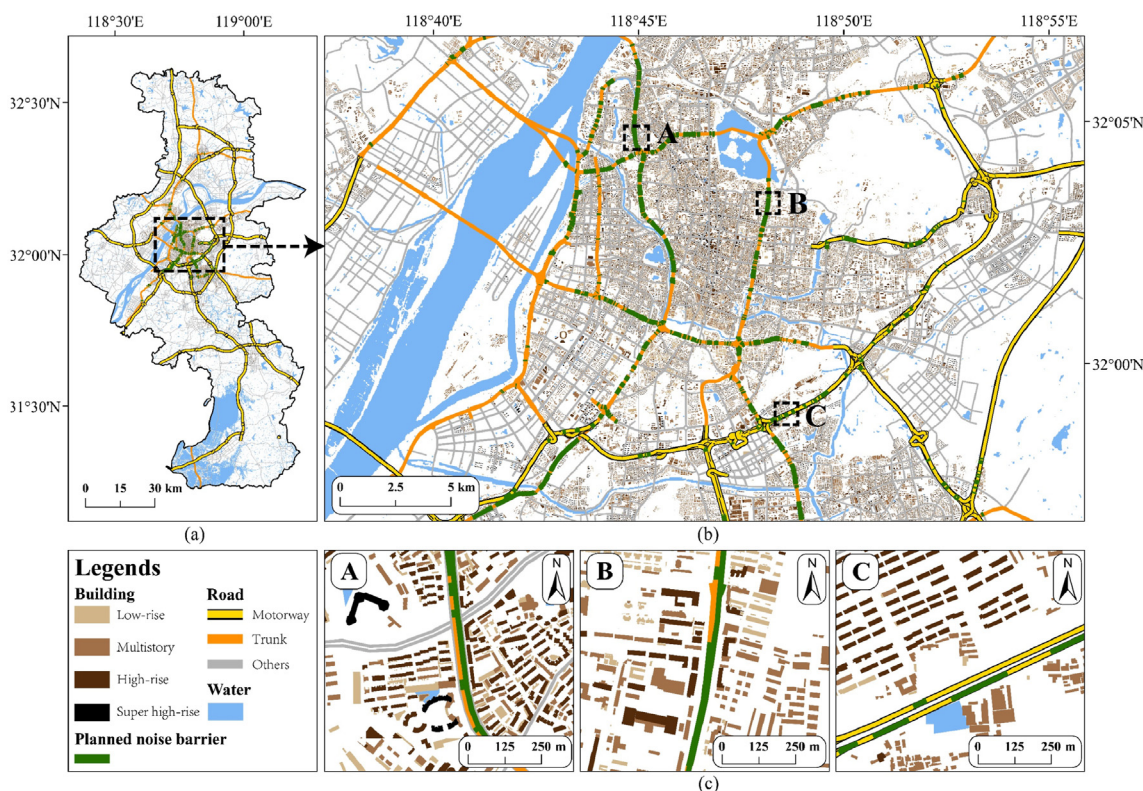 118°30'E 119°00'E
118°40'E 118°45'E 118°50'E 118°55'E
32°30'N
32°00'N
31°30'N
32°05'N
32°00'N
A
B
C
0 15 30 km
0 2.5 5 km
(a)
(b)
Legends
Building
Low-rise
Multistory
High-rise
Super high-rise
Planned noise barrier
Road
Motorway
Trunk
Others
Water
A
N
0 125 250 m
B
N
0 125 250 m
C
N
0 125 250 m
(c)